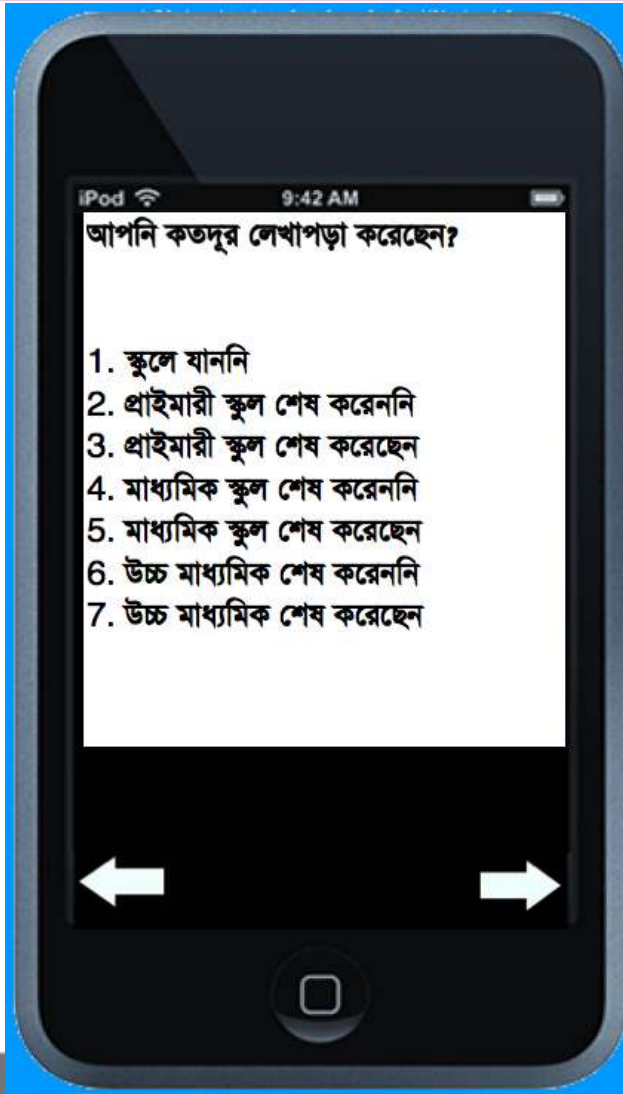 iPod 9:42 AM
আপনি কতদূর লেখাপড়া করেছেন?
1. স্কুলে যাননি
2. প্রাইমারী স্কুল শেষ করেননি
3. প্রাইমারী স্কুল শেষ করেছেন
4. মাধ্যমিক স্কুল শেষ করেননি
5. মাধ্যমিক স্কুল শেষ করেছেন
6. উচ্চ মাধ্যমিক শেষ করেননি
7. উচ্চ মাধ্যমিক শেষ করেছেন